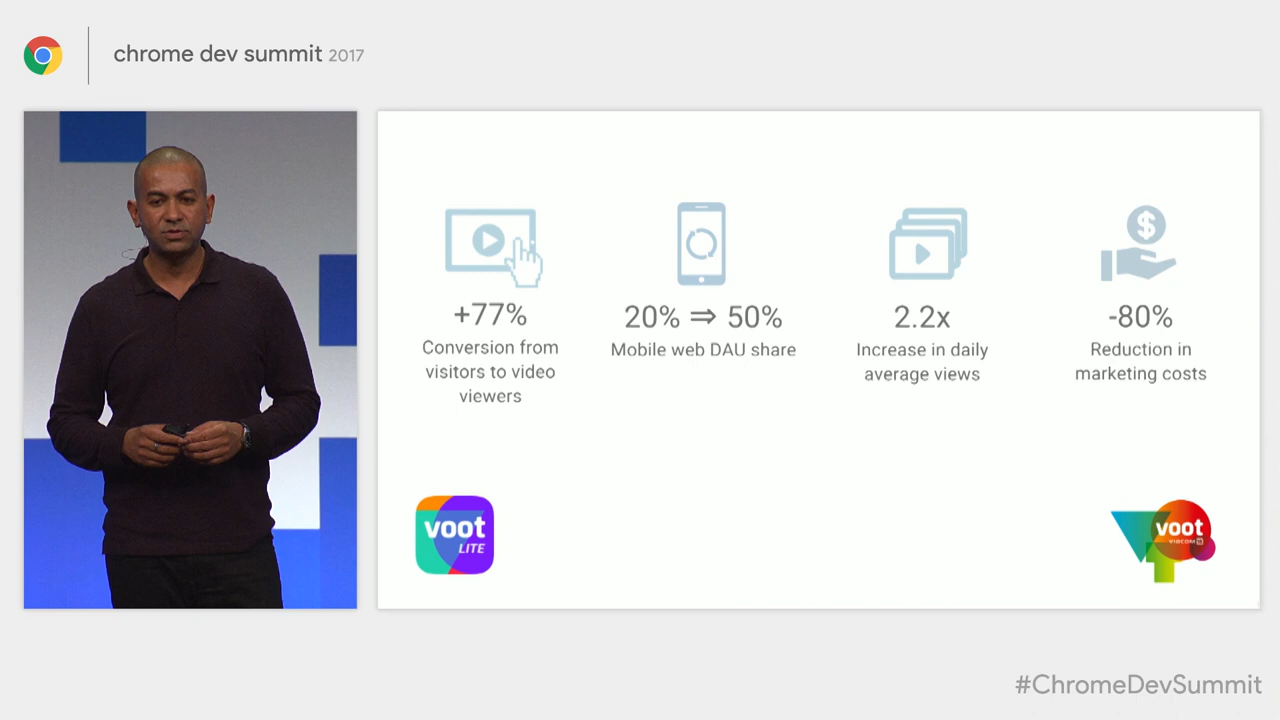 chrome dev summit 2017
+77%
Conversion from
visitors to video
viewers
20% ⇒ 50%
Mobile web DAU share
2.2x
Increase in daily
average views
-80%
Reduction in
marketing costs
voot
LITE
voot
VIACOM18
#ChromeDevSummit